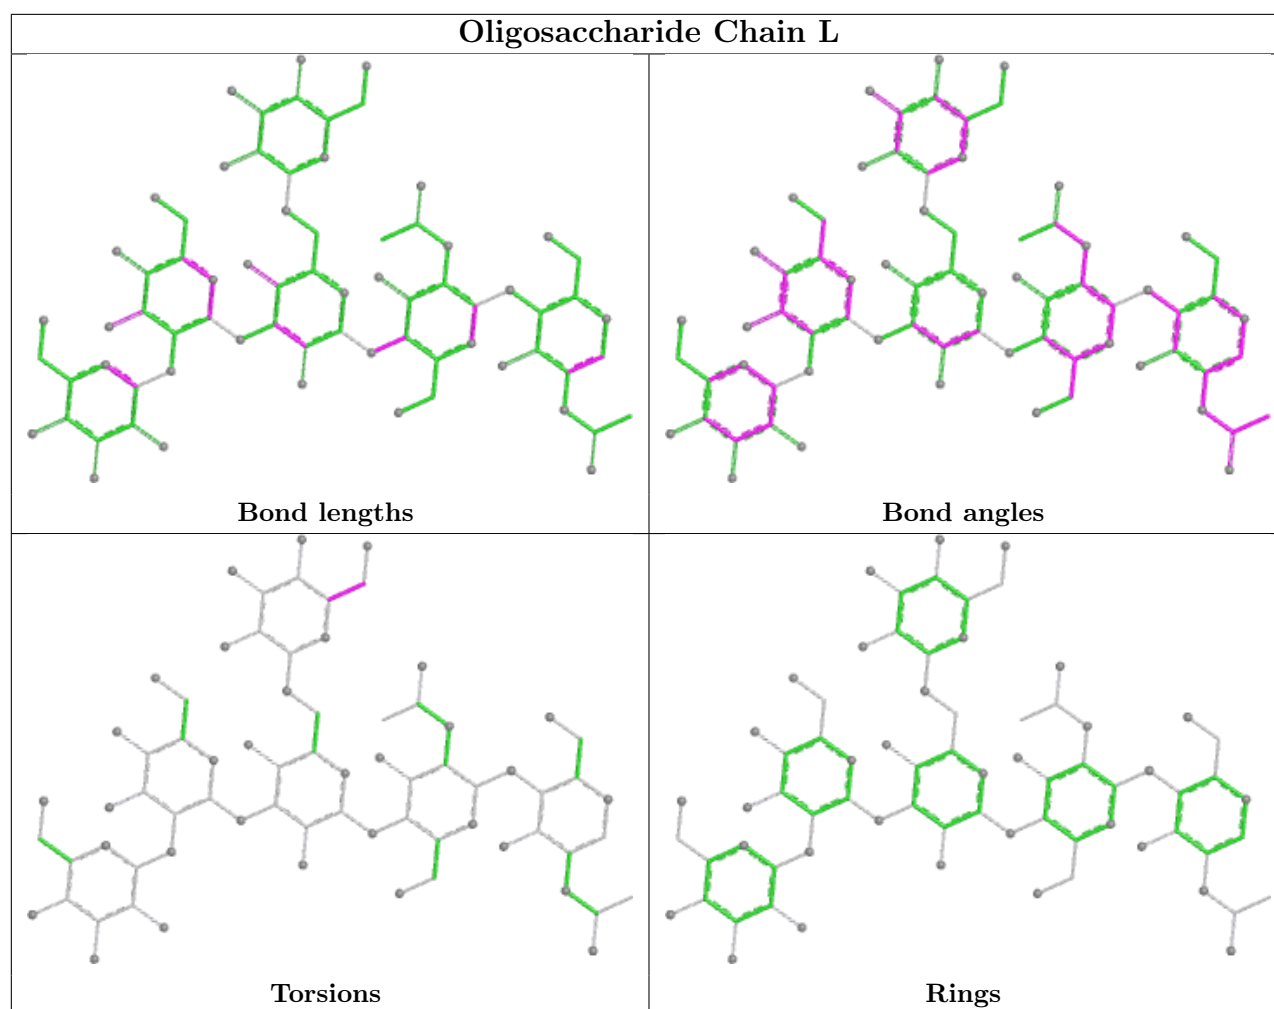 Oligosaccharide Chain L
Bond lengths
Bond angles
Torsions
Rings